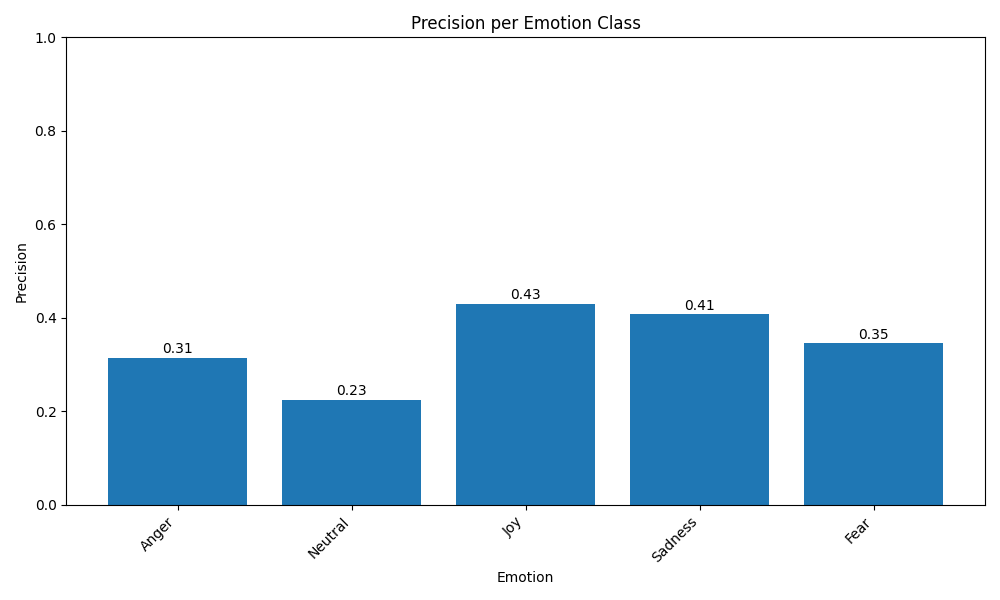 Precision per Emotion Class
1.0
0.8
0.6
0.4
0.2
0.0
Precision
0.31
0.23
0.43
0.41
0.35
Anger
Neutral
Joy
Sadness
Fear
Emotion